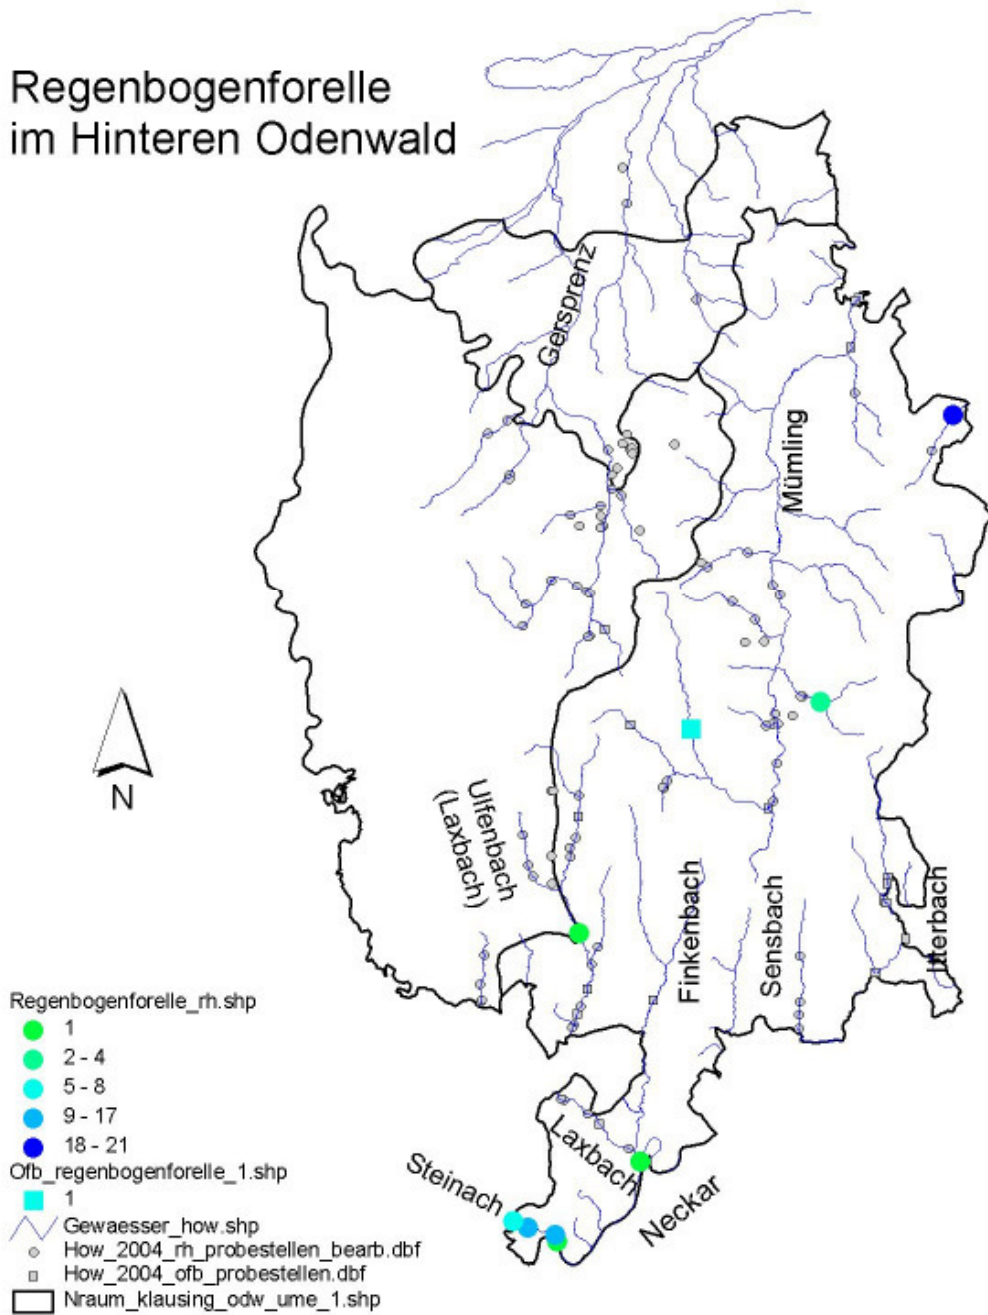 Regenbogenforelle
im Hinteren Odenwald
Gersprenz
Mümling
Ulfenbach
(Laxbach)
Finkenbach
Sensbach
Itterbach
N
Laxbach
Steinach
Neckar
Regenbogenforelle_rh.shp
1
2 - 4
5 - 8
9 - 17
18 - 21
Ofb_regenbogenforelle_1.shp
1
Gewaesser_how.shp
How_2004_rh_probestellen_bearb.dbf
How_2004_ofb_probestellen.dbf
Nraum_klausing_odw_ume_1.shp